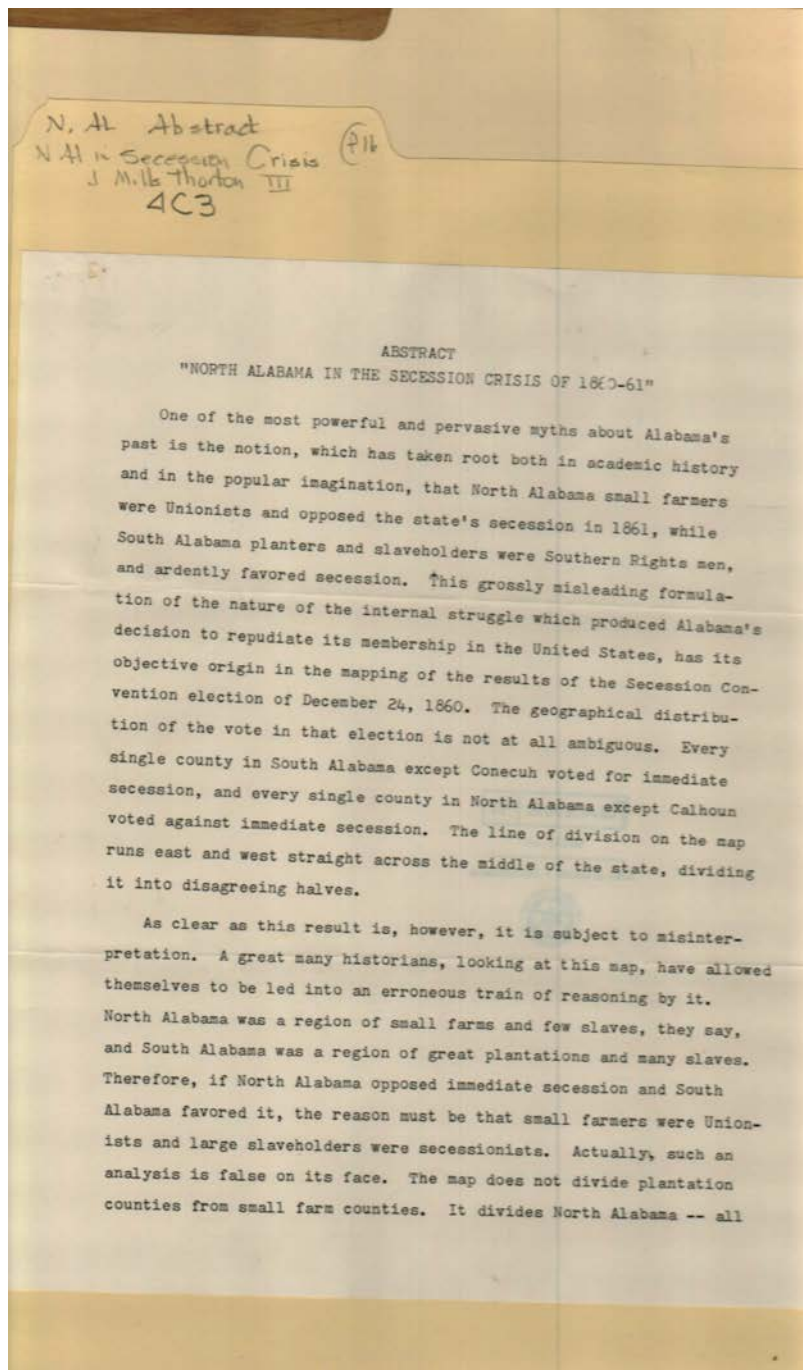 N. AL Abstract
N Al in Secession Crisis P16
J Mills Thorton III
4C3
ABSTRACT
"NORTH ALABAMA IN THE SECESSION CRISIS OF 1860-61"
One of the most powerful and pervasive myths about Alabama's
past is the notion, which has taken root both in academic history
and in the popular imagination, that North Alabama small farmers
were Unionists and opposed the state's secession in 1861, while
South Alabama planters and slaveholders were Southern Rights men,
and ardently favored secession. This grossly misleading formula-
tion of the nature of the internal struggle which produced Alabama's
decision to repudiate its membership in the United States, has its
objective origin in the mapping of the results of the Secession Con-
vention election of December 24, 1860. The geographical distribu-
tion of the vote in that election is not at all ambiguous. Every
single county in South Alabama except Conecuh voted for immediate
secession, and every single county in North Alabama except Calhoun
voted against immediate secession. The line of division on the map
runs east and west straight across the middle of the state, dividing
it into disagreeing halves.
As clear as this result is, however, it is subject to misinter-
pretation. A great many historians, looking at this map, have allowed
themselves to be led into an erroneous train of reasoning by it.
North Alabama was a region of small farms and few slaves, they say,
and South Alabama was a region of great plantations and many slaves.
Therefore, if North Alabama opposed immediate secession and South
Alabama favored it, the reason must be that small farmers were Union-
ists and large slaveholders were secessionists. Actually, such an
analysis is false on its face. The map does not divide plantation
counties from small farm counties. It divides North Alabama -- all